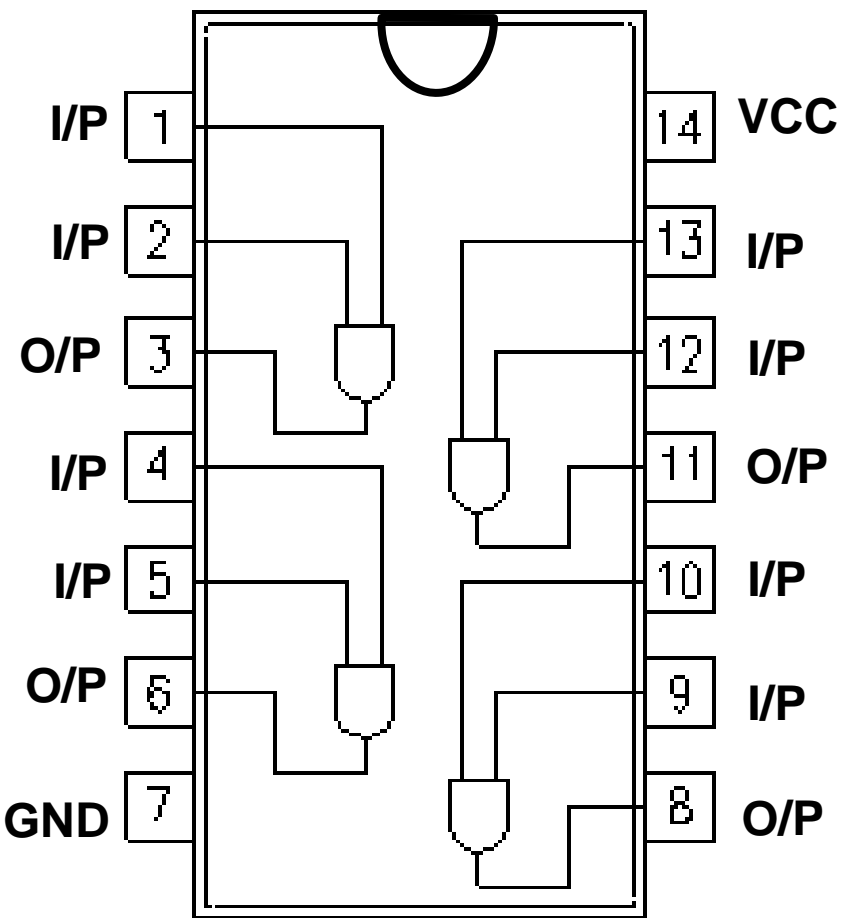 I/P 1 14 VCC
I/P 2 13 I/P
O/P 3 12 I/P
I/P 4 11 O/P
I/P 5 10 I/P
O/P 6 9 I/P
GND 7 8 O/P